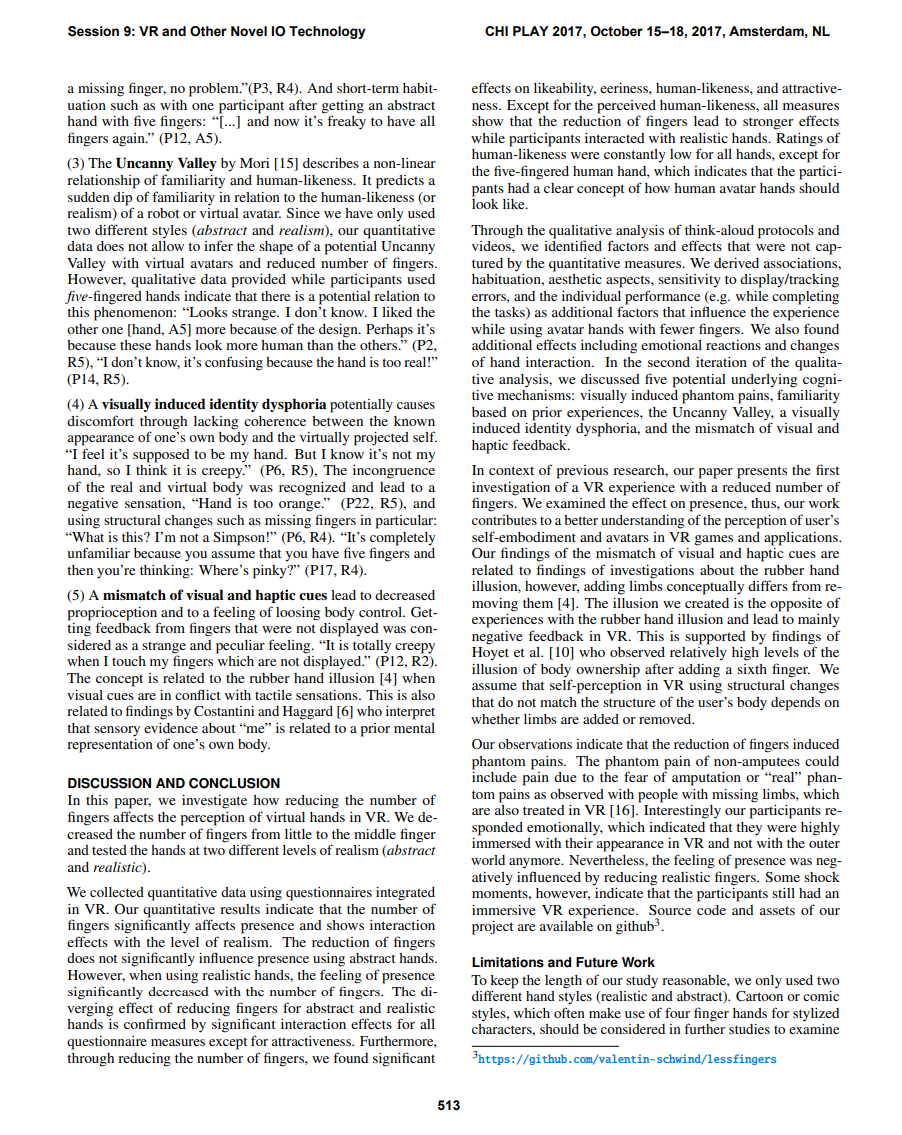 Session 9: VR and Other Novel IO Technology
CHI PLAY 2017, October 15–18, 2017, Amsterdam, NL
a missing finger, no problem.”(P3, R4). And short-term habit-
uation such as with one participant after getting an abstract
hand with five fingers: “[...] and now it’s freaky to have all
fingers again.” (P12, A5).
(3) The Uncanny Valley by Mori [15] describes a non-linear
relationship of familiarity and human-likeness. It predicts a
sudden dip of familiarity in relation to the human-likeness (or
realism) of a robot or virtual avatar. Since we have only used
two different styles (abstract and realism), our quantitative
data does not allow to infer the shape of a potential Uncanny
Valley with virtual avatars and reduced number of fingers.
However, qualitative data provided while participants used
five-fingered hands indicate that there is a potential relation to
this phenomenon: “Looks strange. I don’t know. I liked the
other one [hand, A5] more because of the design. Perhaps it’s
because these hands look more human than the others.” (P2,
R5), “I don’t know, it’s confusing because the hand is too real!”
(P14, R5).
(4) A visually induced identity dysphoria potentially causes
discomfort through lacking coherence between the known
appearance of one’s own body and the virtually projected self.
“I feel it’s supposed to be my hand. But I know it’s not my
hand, so I think it is creepy.” (P6, R5), The incongruence
of the real and virtual body was recognized and lead to a
negative sensation, “Hand is too orange.” (P22, R5), and
using structural changes such as missing fingers in particular:
“What is this? I’m not a Simpson!” (P6, R4). “It’s completely
unfamiliar because you assume that you have five fingers and
then you’re thinking: Where’s pinky?” (P17, R4).
(5) A mismatch of visual and haptic cues lead to decreased
proprioception and to a feeling of loosing body control. Get-
ting feedback from fingers that were not displayed was con-
sidered as a strange and peculiar feeling. “It is totally creepy
when I touch my fingers which are not displayed.” (P12, R2).
The concept is related to the rubber hand illusion [4] when
visual cues are in conflict with tactile sensations. This is also
related to findings by Costantini and Haggard [6] who interpret
that sensory evidence about “me” is related to a prior mental
representation of one’s own body.
DISCUSSION AND CONCLUSION
In this paper, we investigate how reducing the number of
fingers affects the perception of virtual hands in VR. We de-
creased the number of fingers from little to the middle finger
and tested the hands at two different levels of realism (abstract
and realistic).
We collected quantitative data using questionnaires integrated
in VR. Our quantitative results indicate that the number of
fingers significantly affects presence and shows interaction
effects with the level of realism. The reduction of fingers
does not significantly influence presence using abstract hands.
However, when using realistic hands, the feeling of presence
significantly decreased with the number of fingers. The di-
verging effect of reducing fingers for abstract and realistic
hands is confirmed by significant interaction effects for all
questionnaire measures except for attractiveness. Furthermore,
through reducing the number of fingers, we found significant
effects on likeability, eeriness, human-likeness, and attractive-
ness. Except for the perceived human-likeness, all measures
show that the reduction of fingers lead to stronger effects
while participants interacted with realistic hands. Ratings of
human-likeness were constantly low for all hands, except for
the five-fingered human hand, which indicates that the partici-
pants had a clear concept of how human avatar hands should
look like.
Through the qualitative analysis of think-aloud protocols and
videos, we identified factors and effects that were not cap-
tured by the quantitative measures. We derived associations,
habituation, aesthetic aspects, sensitivity to display/tracking
errors, and the individual performance (e.g. while completing
the tasks) as additional factors that influence the experience
while using avatar hands with fewer fingers. We also found
additional effects including emotional reactions and changes
of hand interaction. In the second iteration of the qualita-
tive analysis, we discussed five potential underlying cogni-
tive mechanisms: visually induced phantom pains, familiarity
based on prior experiences, the Uncanny Valley, a visually
induced identity dysphoria, and the mismatch of visual and
haptic feedback.
In context of previous research, our paper presents the first
investigation of a VR experience with a reduced number of
fingers. We examined the effect on presence, thus, our work
contributes to a better understanding of the perception of user’s
self-embodiment and avatars in VR games and applications.
Our findings of the mismatch of visual and haptic cues are
related to findings of investigations about the rubber hand
illusion, however, adding limbs conceptually differs from re-
moving them [4]. The illusion we created is the opposite of
experiences with the rubber hand illusion and lead to mainly
negative feedback in VR. This is supported by findings of
Hoyet et al. [10] who observed relatively high levels of the
illusion of body ownership after adding a sixth finger. We
assume that self-perception in VR using structural changes
that do not match the structure of the user’s body depends on
whether limbs are added or removed.
Our observations indicate that the reduction of fingers induced
phantom pains. The phantom pain of non-amputees could
include pain due to the fear of amputation or “real” phan-
tom pains as observed with people with missing limbs, which
are also treated in VR [16]. Interestingly our participants re-
sponded emotionally, which indicated that they were highly
immersed with their appearance in VR and not with the outer
world anymore. Nevertheless, the feeling of presence was neg-
atively influenced by reducing realistic fingers. Some shock
moments, however, indicate that the participants still had an
immersive VR experience. Source code and assets of our
project are available on github3.
Limitations and Future Work
To keep the length of our study reasonable, we only used two
different hand styles (realistic and abstract). Cartoon or comic
styles, which often make use of four finger hands for stylized
characters, should be considered in further studies to examine
3https://github.com/valentin-schwind/lessfingers
513